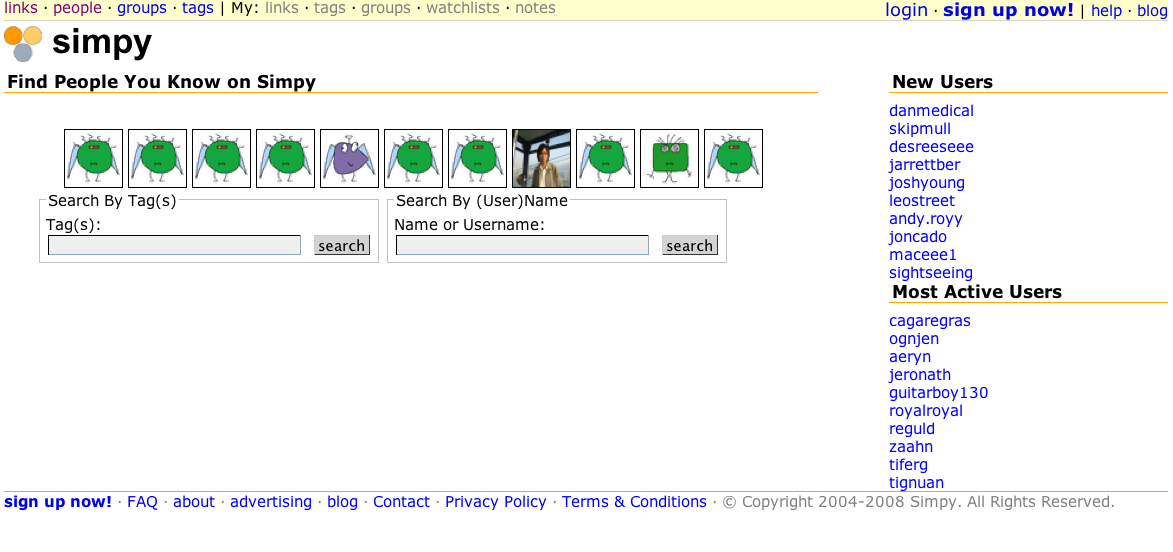 links · people · groups · tags | My: links · tags · groups · watchlists · notes
login · sign up now! | help · blog
simpy
Find People You Know on Simpy
Search By Tag(s)
Tag(s):
search
Search By (User)Name
Name or Username:
search
New Users
danmedical
skipmull
desreeseee
jarrettber
joshyoung
leostreet
andy.royy
joncado
maceee1
sightseeing
Most Active Users
cagaregras
ognjen
aeryn
jeronath
guitarboy130
royalroyal
reguld
zaahn
tiferg
tignuan
sign up now! · FAQ · about · advertising · blog · Contact · Privacy Policy · Terms & Conditions · © Copyright 2004-2008 Simpy. All Rights Reserved.